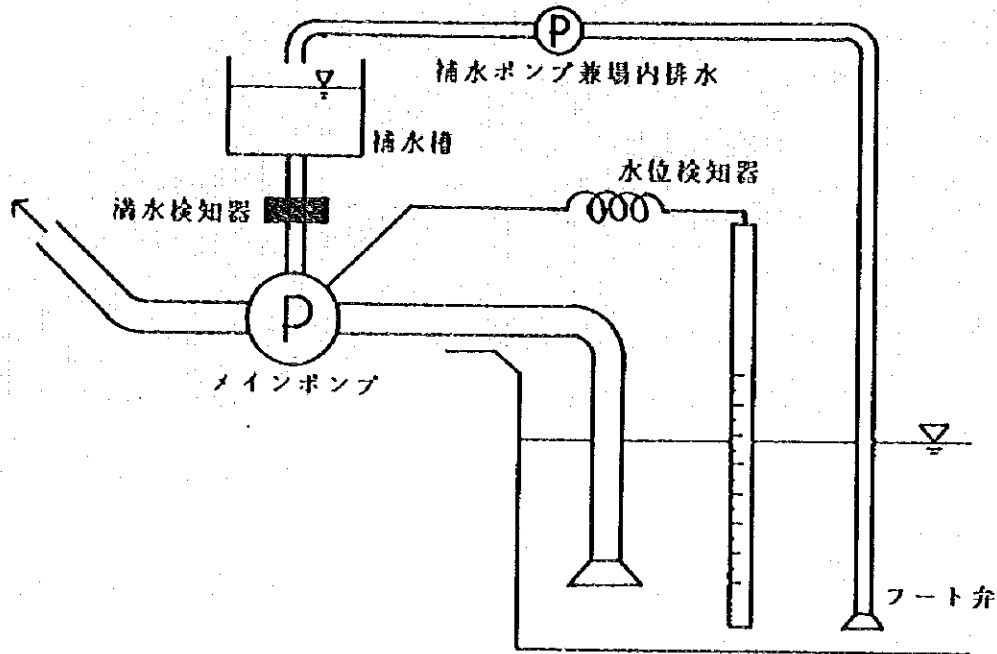 P
補水ポンプ兼場内排水
補水槽
水位検知器
満水検知器
P
メインポンプ
フート弁